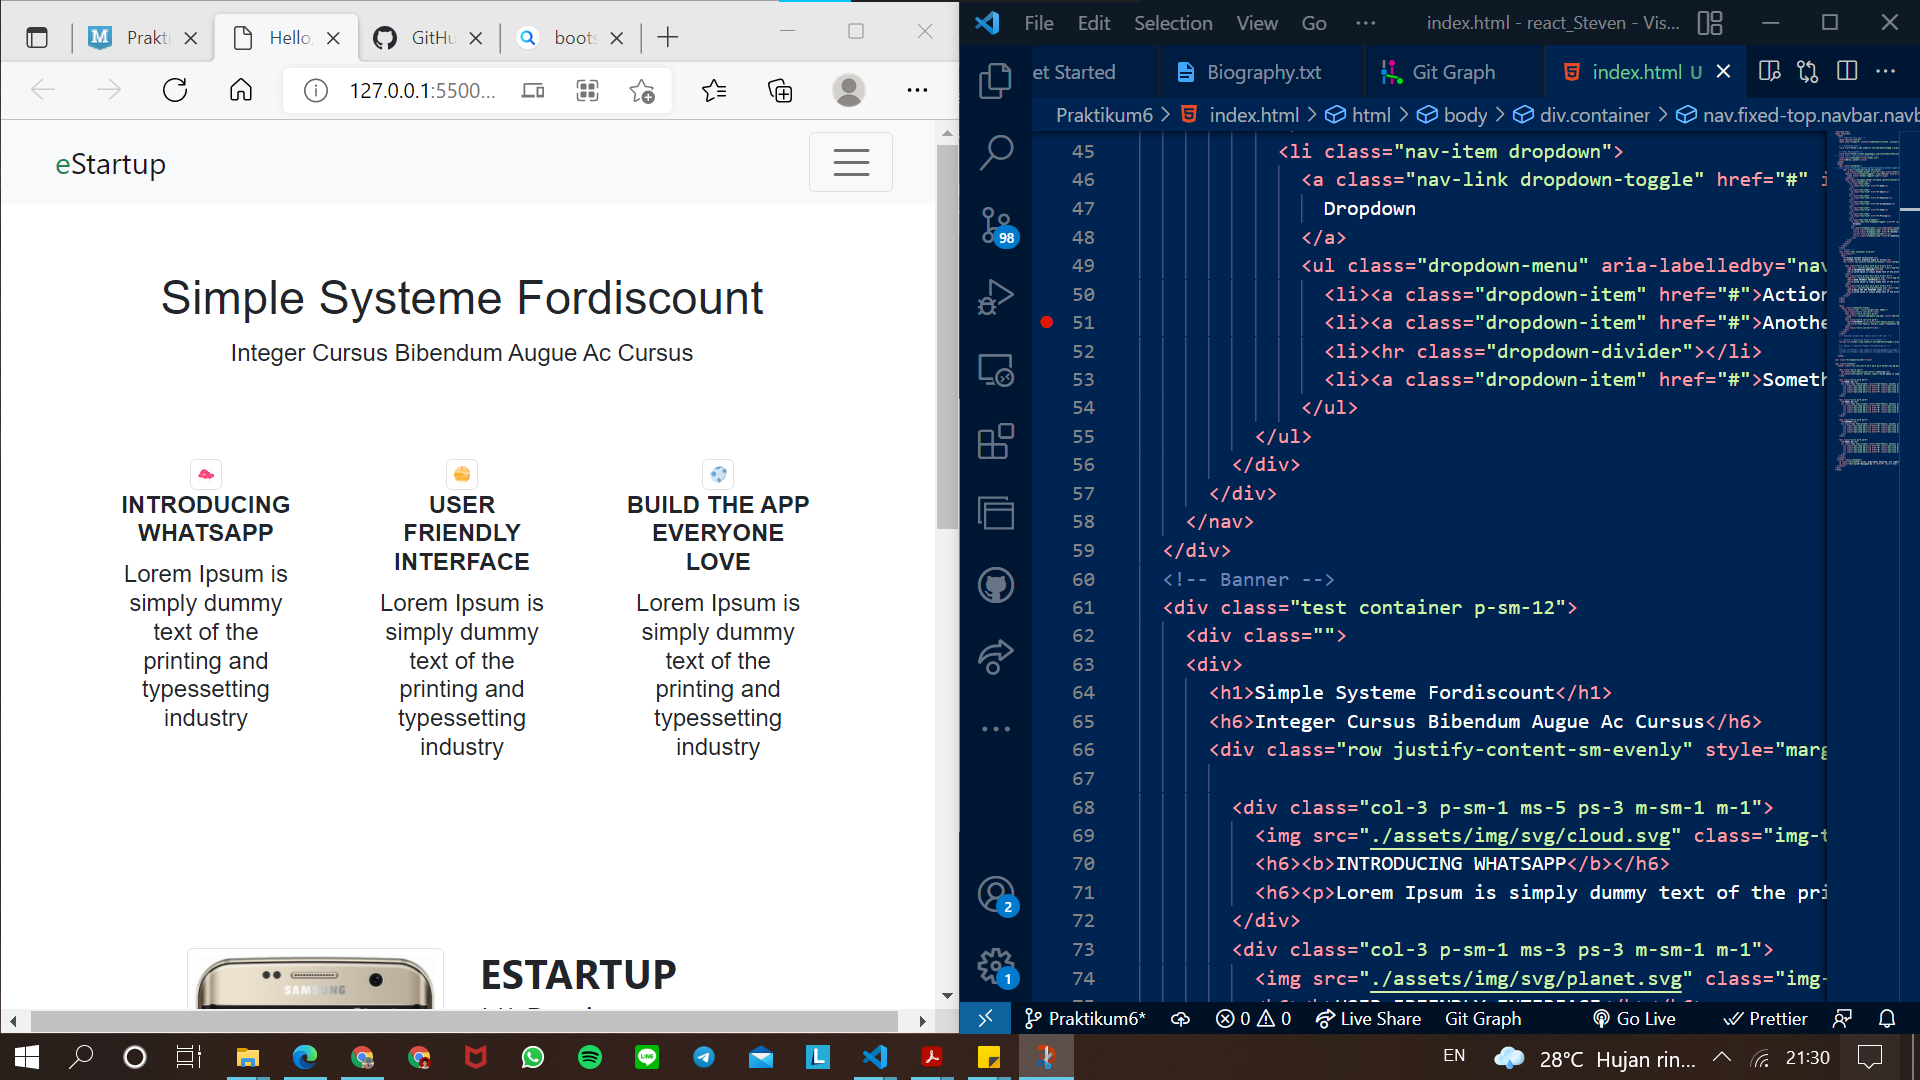 Prakti
Hello,
GitHu
boots
127.0.0.1:5500...
eStartup
Simple Systeme Fordiscount
Integer Cursus Bibendum Augue Ac Cursus
INTRODUCING
WHATSAPP
Lorem Ipsum is
simply dummy
text of the
printing and
typessetting
industry
USER
FRIENDLY
INTERFACE
Lorem Ipsum is
simply dummy
text of the
printing and
typessetting
industry
BUILD THE APP
EVERYONE
LOVE
Lorem Ipsum is
simply dummy
text of the
printing and
typessetting
industry
SAMSUNG
ESTARTUP
File Edit Selection View Go ... index.html - react_Steven - Vis...
et Started Biography.txt Git Graph index.html U
Praktikum6 > index.html > html > body > div.container > nav.fixed-top.navbar.navb
98
2
1
45 <li class="nav-item dropdown">
46 <a class="nav-link dropdown-toggle" href="#" i
47 Dropdown
48 </a>
49 <ul class="dropdown-menu" aria-labelledby="nav
50 <li><a class="dropdown-item" href="#">Action
51 <li><a class="dropdown-item" href="#">Anothe
52 <li><hr class="dropdown-divider"></li>
53 <li><a class="dropdown-item" href="#">Someth
54 </ul>
55 </ul>
56 </div>
57 </div>
58 </nav>
59 </div>
60 <!-- Banner -->
61 <div class="test container p-sm-12">
62 <div class="">
63 <div>
64 <h1>Simple Systeme Fordiscount</h1>
65 <h6>Integer Cursus Bibendum Augue Ac Cursus</h6>
66 <div class="row justify-content-sm-evenly" style="marg
67
68 <div class="col-3 p-sm-1 ms-5 ps-3 m-sm-1 m-1">
69 <img src="./assets/img/svg/cloud.svg" class="img-t
70 <h6><b>INTRODUCING WHATSAPP</b></h6>
71 <h6><p>Lorem Ipsum is simply dummy text of the pri
72 </div>
73 <div class="col-3 p-sm-1 ms-3 ps-3 m-sm-1 m-1">
74 <img src="./assets/img/svg/planet.svg" class="img-
Praktikum6* 0 0 Live Share Git Graph Go Live Prettier
EN 28°C Hujan rin... 21:30